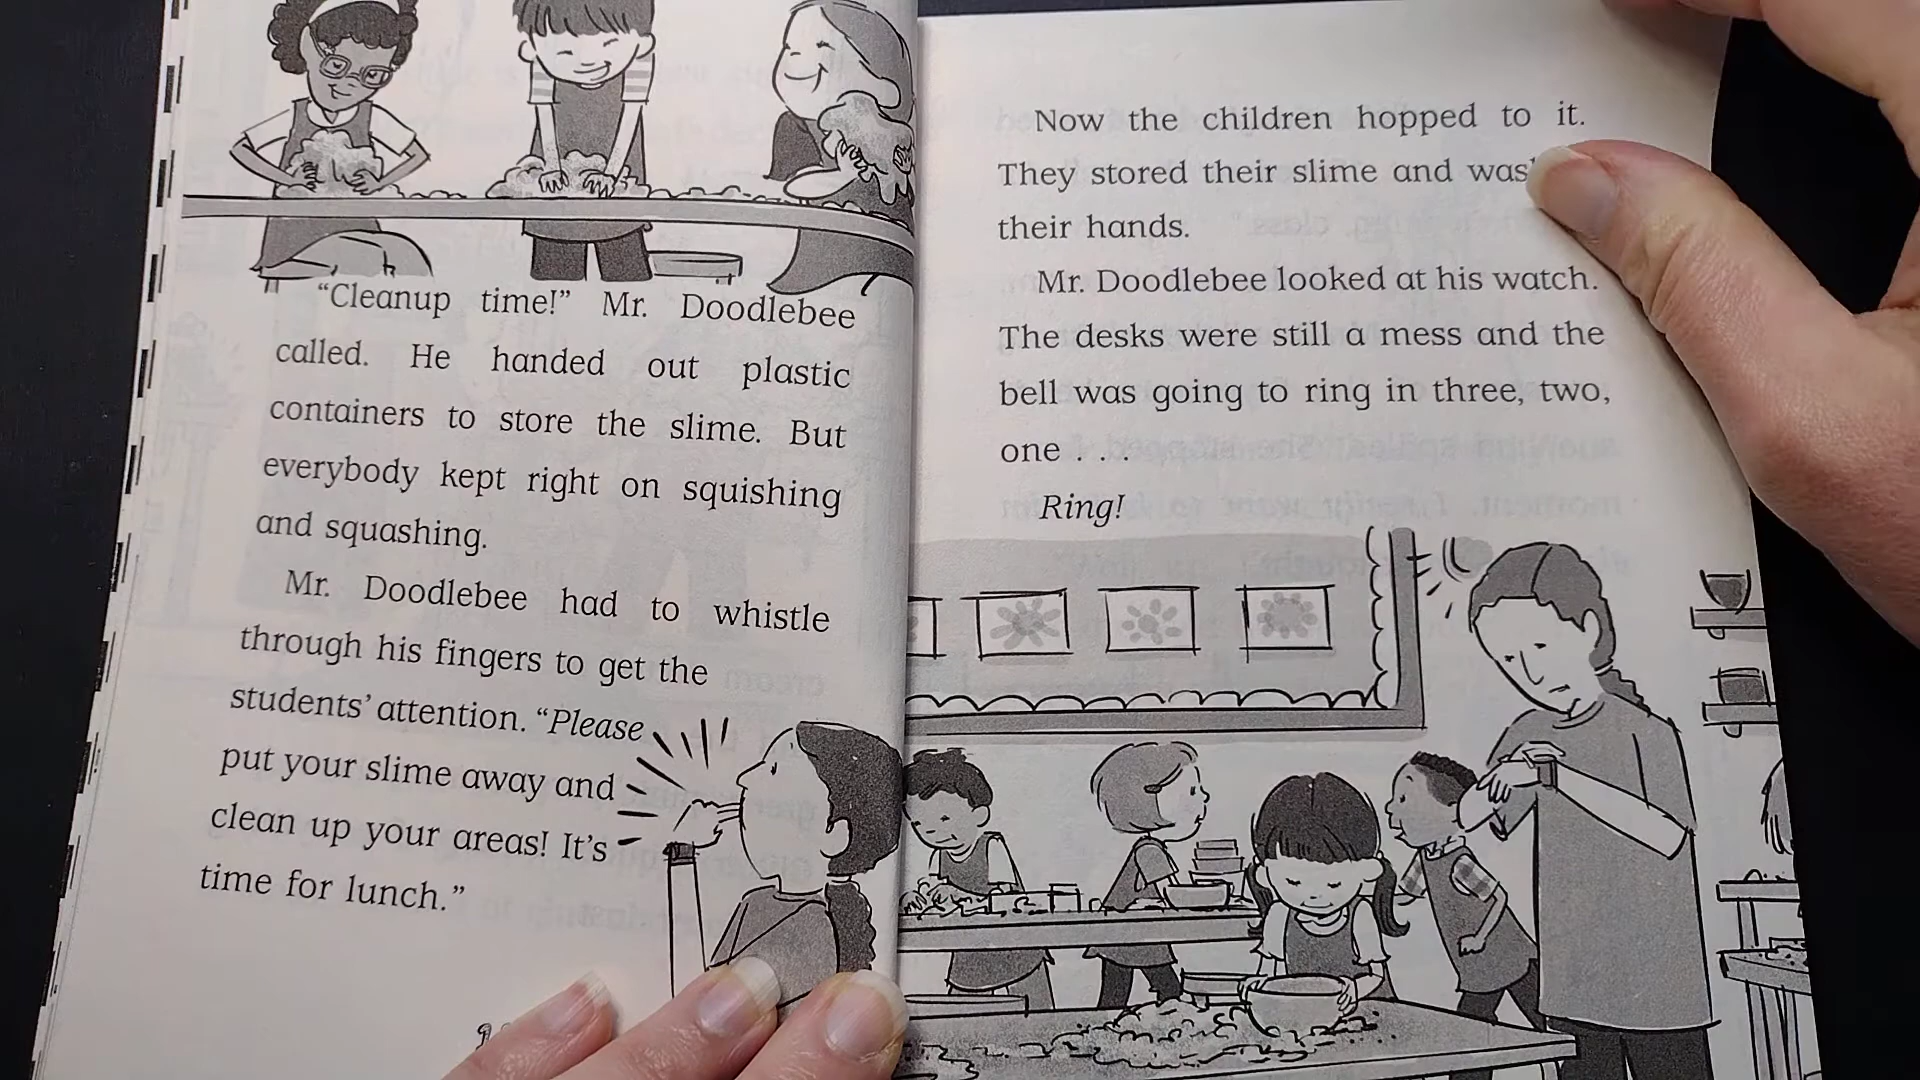 “Cleanup time!” Mr. Doodlebee
called. He handed out plastic
containers to store the slime. But
everybody kept right on squishing
and squashing.
Mr. Doodlebee had to whistle
through his fingers to get the
students’ attention. “Please
put your slime away and
clean up your areas! It’s
time for lunch.”
Now the children hopped to it.
They stored their slime and
their hands.
Mr. Doodlebee looked at his watch.
The desks were still a mess and the
bell was going to ring in three, two,
one . . .
Ring!